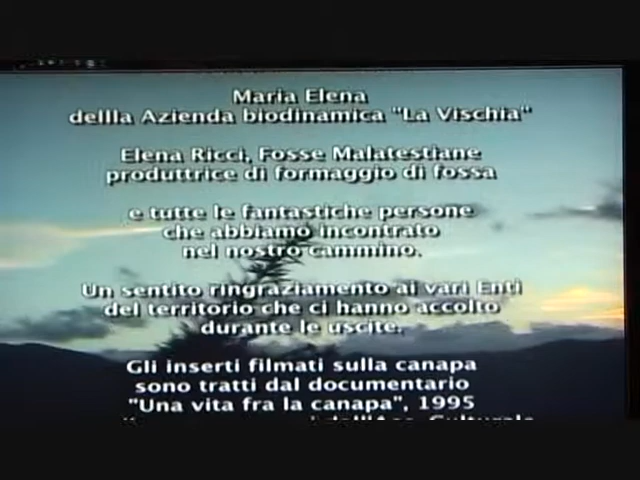 Maria Elena
dellla Azienda biodinamica "La Vischia"
Elena Ricci, Fosse Malatestiane
produttrice di formaggio di fossa
e tutte le fantastiche persone
che abbiamo incontrato
nel nostro cammino.
Un sentito ringraziamento ai vari Enti
del territorio che ci hanno accolto
durante le uscite.
Gli inserti filmati sulla canapa
sono tratti dal documentario
"Una vita fra la canapa", 1995
Culturale